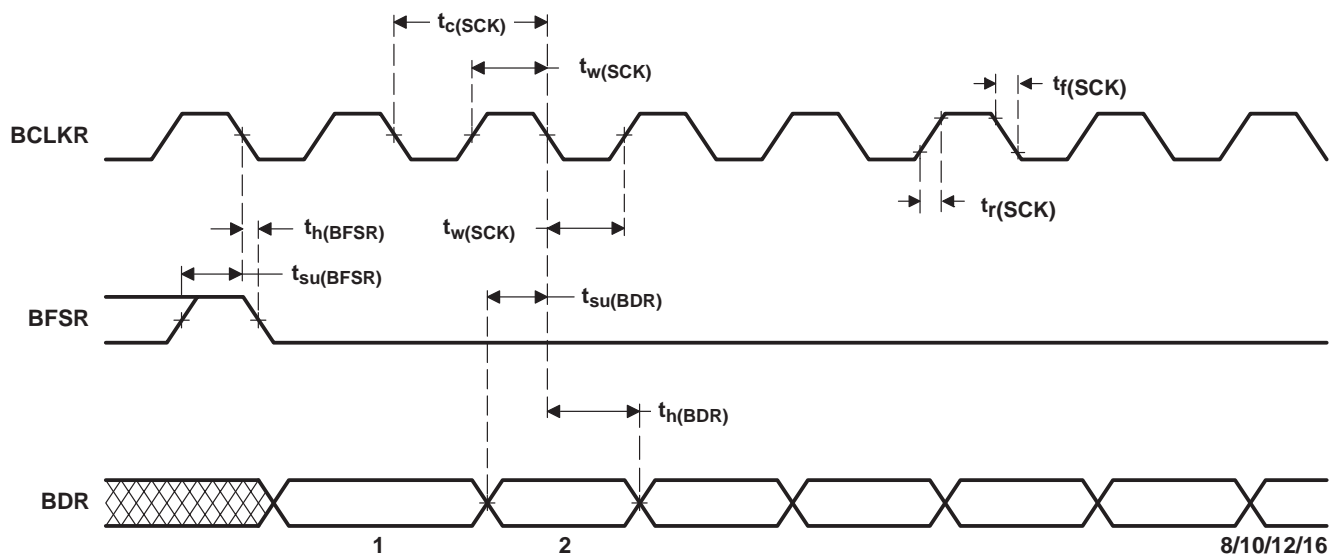 tc(SCK)
tw(SCK)
tf(SCK)
BCLKR
tr(SCK)
th(BFSR)
tw(SCK)
tsu(BFSR)
tsu(BDR)
BFSR
th(BDR)
BDR
1 2 8/10/12/16